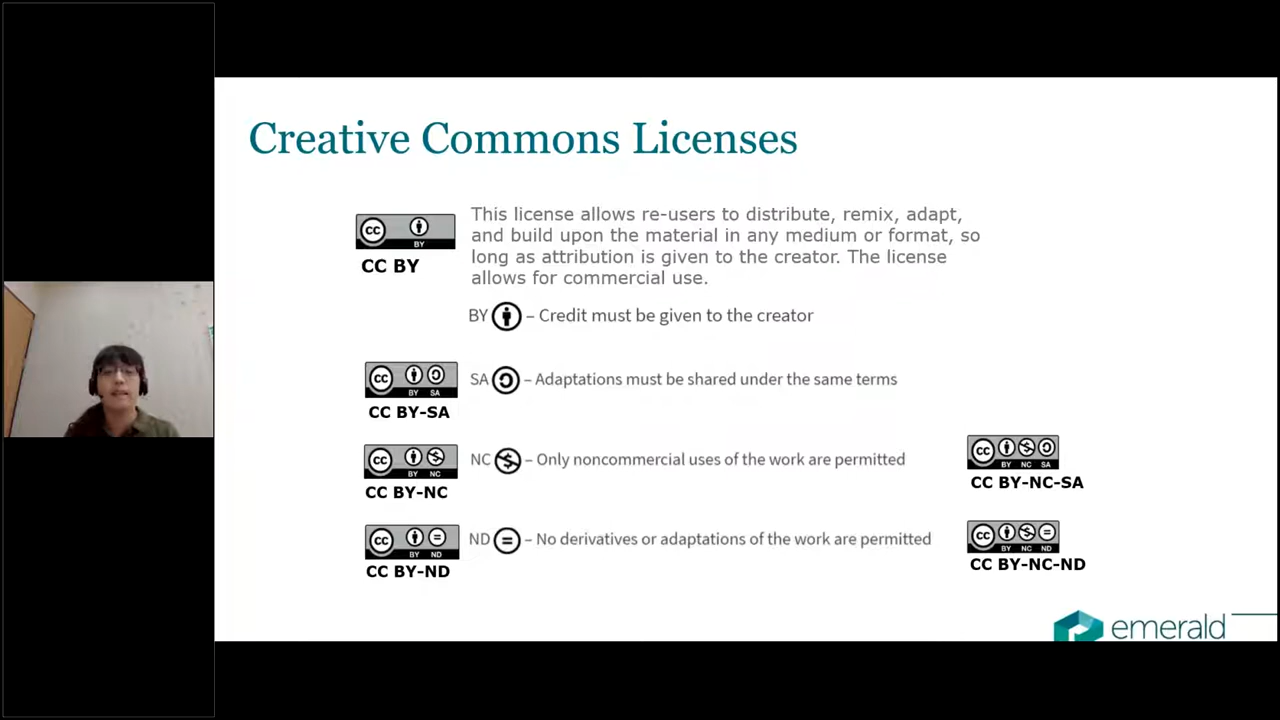 Creative Commons Licenses
cc BY
CC BY
This license allows re-users to distribute, remix, adapt,
and build upon the material in any medium or format, so
long as attribution is given to the creator. The license
allows for commercial use.
BY – Credit must be given to the creator
cc BY SA
CC BY-SA
SA – Adaptations must be shared under the same terms
cc BY NC
CC BY-NC
NC – Only noncommercial uses of the work are permitted
cc BY NC SA
CC BY-NC-SA
cc BY ND
CC BY-ND
ND – No derivatives or adaptations of the work are permitted
cc BY NC ND
CC BY-NC-ND
emerald